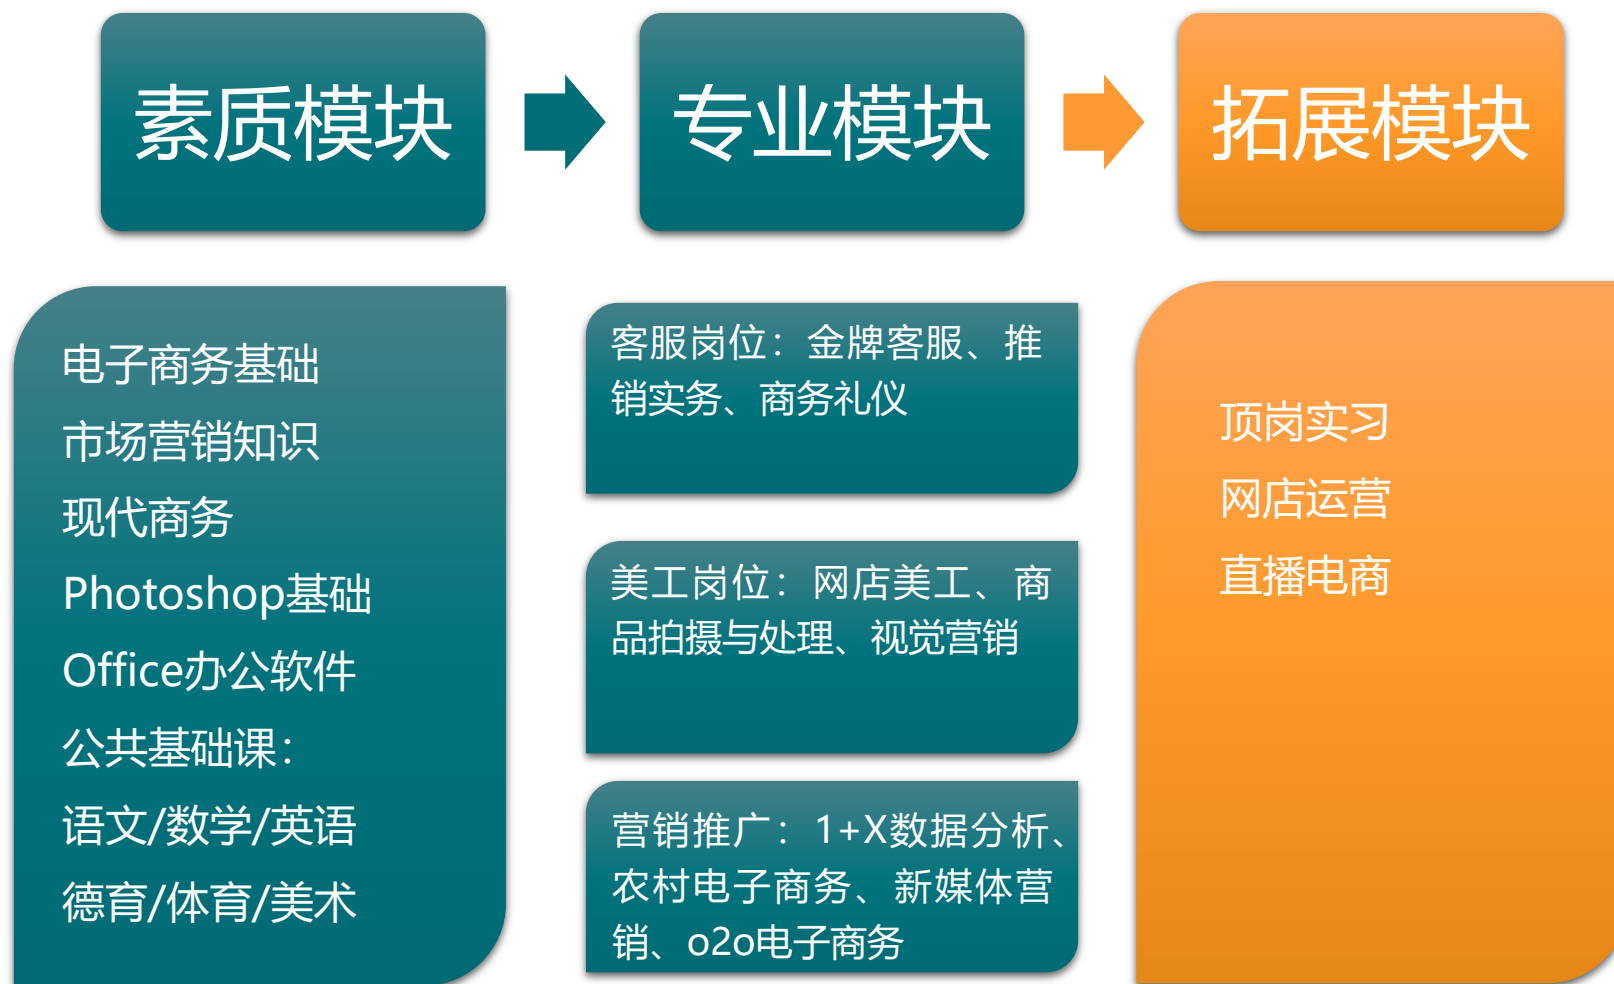 素质模块
专业模块
拓展模块
电子商务基础
市场营销知识
现代商务
Photoshop基础
Office办公软件
公共基础课：
语文/数学/英语
德育/体育/美术
客服岗位：金牌客服、推
销实务、商务礼仪
美工岗位：网店美工、商
品拍摄与处理、视觉营销
营销推广：1+X数据分析、
农村电子商务、新媒体营
销、o2o电子商务
顶岗实习
网店运营
直播电商